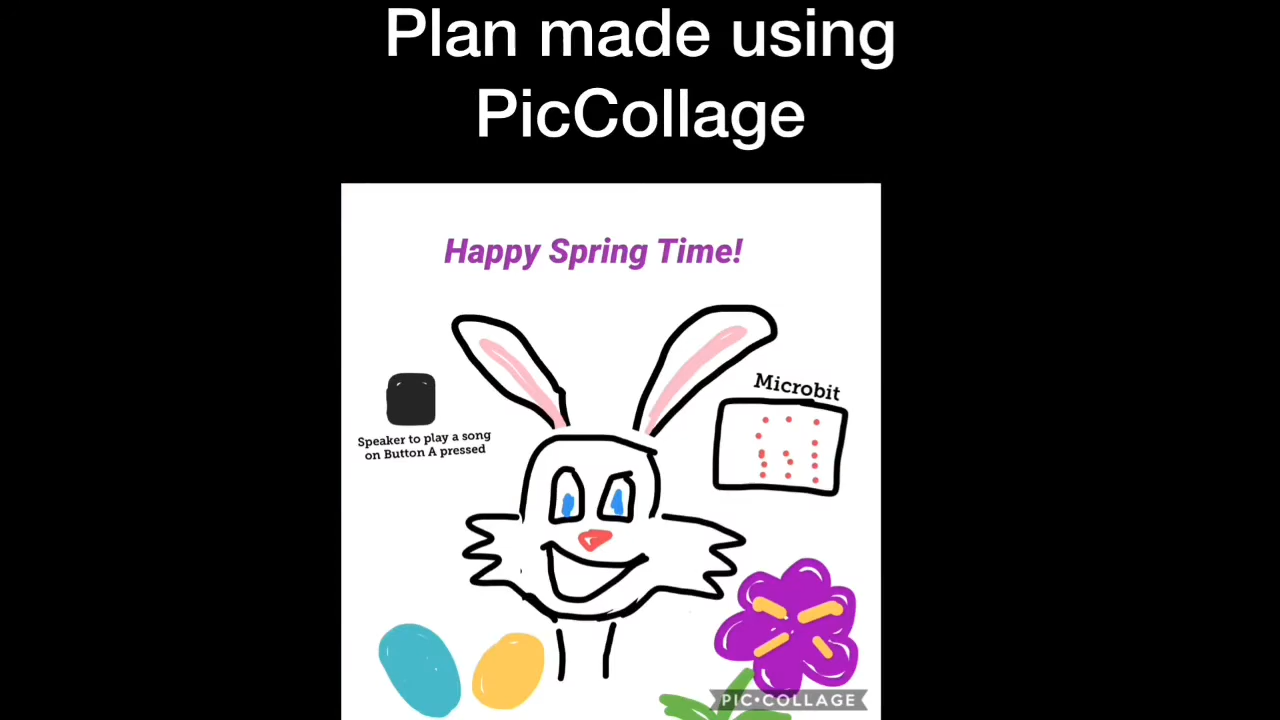 Plan made using
PicCollage
Happy Spring Time!
Microbit
Speaker to play a song
on Button A pressed
PIC•COLLAGE